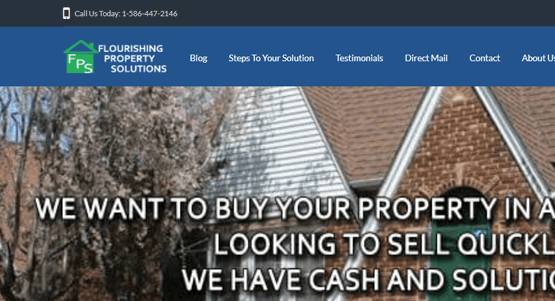 Call Us Today: 1-586-447-2146
FLOURISHING
PROPERTY
SOLUTIONS
FPS
Blog
Steps To Your Solution
Testimonials
Direct Mail
Contact
About Us
WE WANT TO BUY YOUR PROPERTY IN A
LOOKING TO SELL QUICKL
WE HAVE CASH AND SOLUTIO